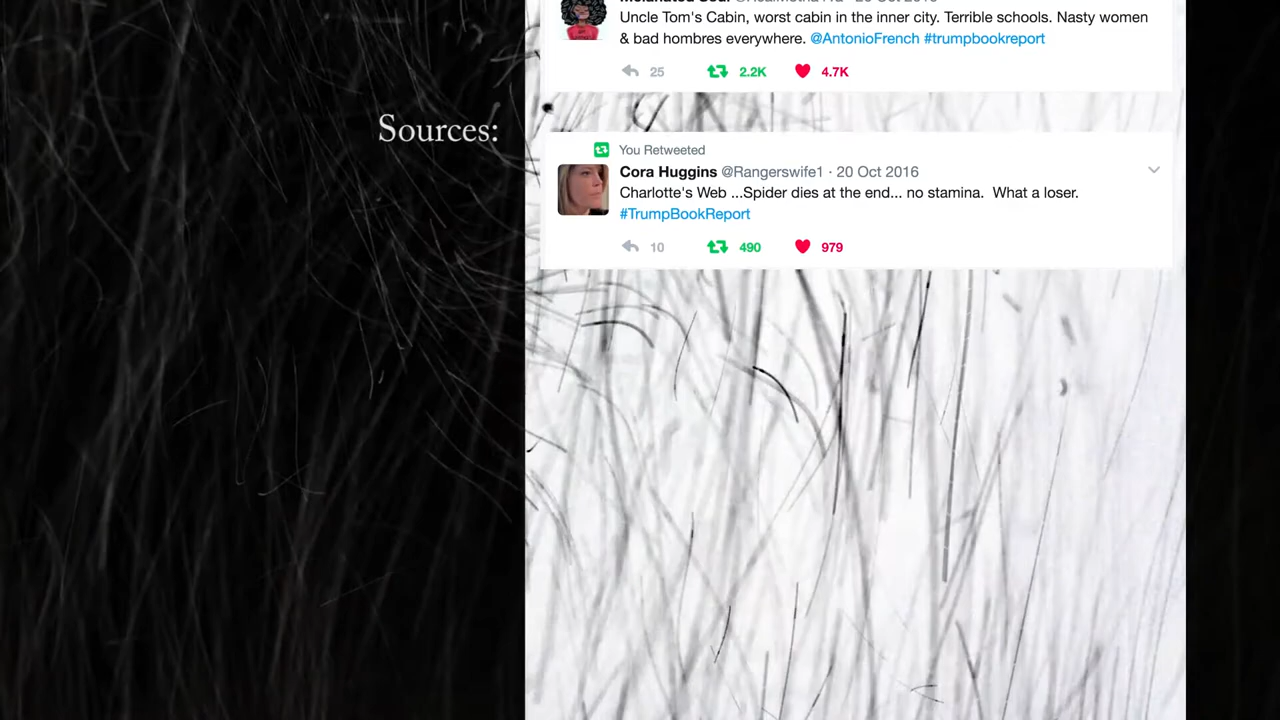 Uncle Tom's Cabin, worst cabin in the inner city. Terrible schools. Nasty women
& bad hombres everywhere. @AntonioFrench #trumpbookreport
25 2.2K 4.7K
Sources:
You Retweeted
Cora Huggins @Rangerswife1 · 20 Oct 2016
Charlotte's Web ...Spider dies at the end... no stamina. What a loser.
#TrumpBookReport
10 490 979